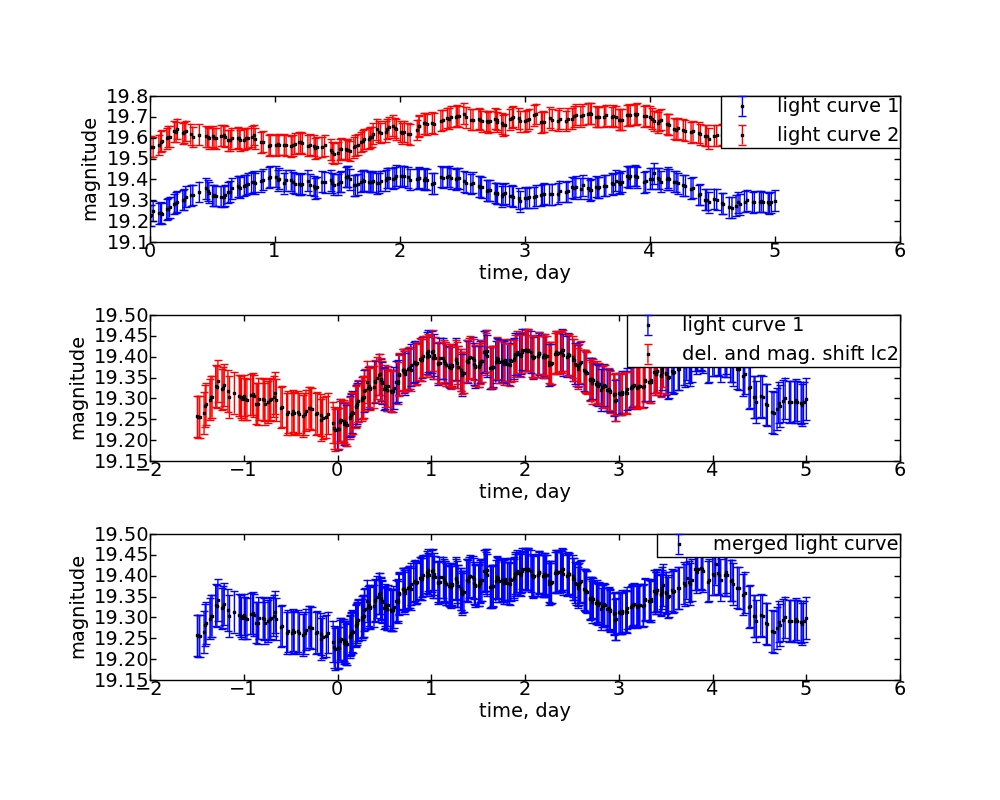 19.8
19.7
19.6
19.5
19.4
19.3
19.2
19.1
magnitude
light curve 1
light curve 2
0 1 2 3 4 5 6
time, day
19.50
19.45
19.40
19.35
19.30
19.25
19.20
19.15
magnitude
light curve 1
del. and mag. shift lc2
−2 −1 0 1 2 3 4 5 6
time, day
19.50
19.45
19.40
19.35
19.30
19.25
19.20
19.15
magnitude
merged light curve
−2 −1 0 1 2 3 4 5 6
time, day